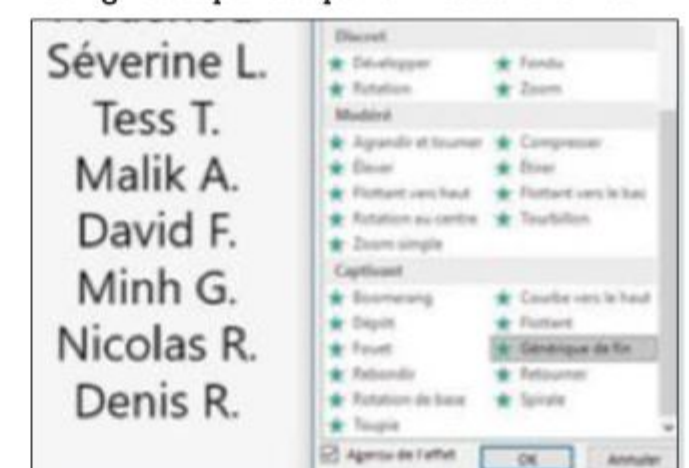 Séverine L.
Tess T.
Malik A.
David F.
Minh G.
Nicolas R.
Denis R.
Discret
Développer Fondu
Rotation Zoom
Modéré
Agrandir et tourner Compresser
Élever Étirer
Flottant vers haut Flottant vers le bas
Rotation au centre Tourbillon
Zoom simple
Captivant
Boomerang Courbe vers le haut
Dépôt Flottant
Fouet Générique de fin
Rebondir Retourner
Rotation de base Spirale
Toupie
Aperçu de l'effet OK Annuler